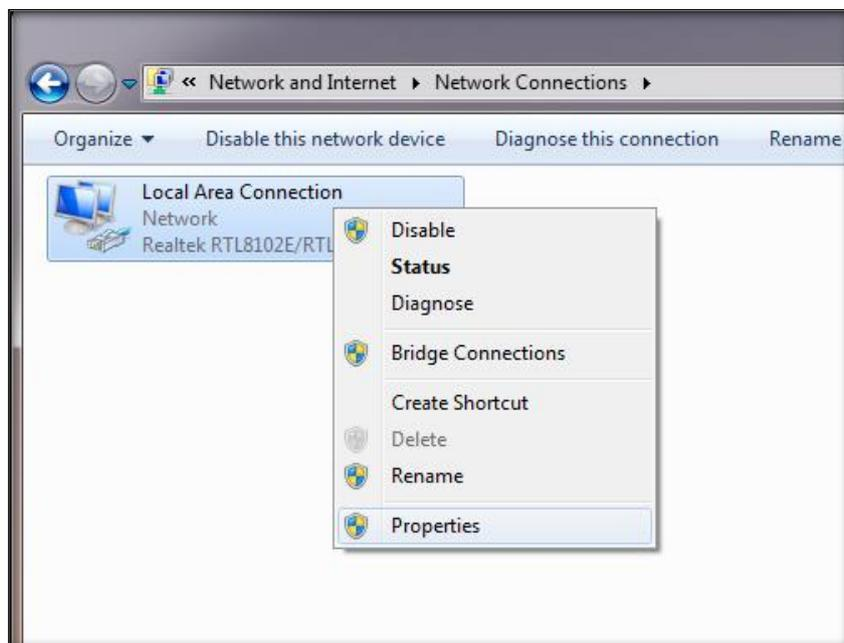 « Network and Internet ▸ Network Connections ▸
Organize ▾ Disable this network device Diagnose this connection Rename
Local Area Connection
Network
Realtek RTL8102E/RTL
Disable
Status
Diagnose
Bridge Connections
Create Shortcut
Delete
Rename
Properties